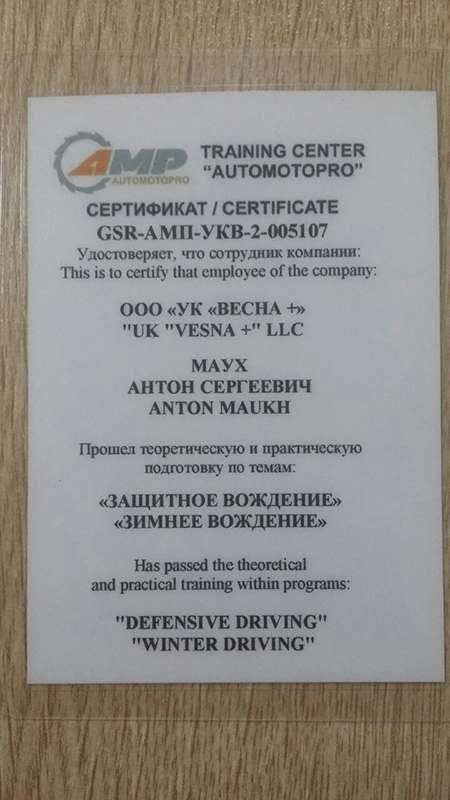 AMP
AUTOMOTOPRO
TRAINING CENTER
"AUTOMOTOPRO"
СЕРТИФИКАТ / CERTIFICATE
GSR-АМП-УКВ-2-005107
Удостоверяет, что сотрудник компании:
This is to certify that employee of the company:
ООО «УК «ВЕСНА +»
"UK "VESNA +" LLC
МАУХ
АНТОН СЕРГЕЕВИЧ
ANTON MAUKH
Прошел теоретическую и практическую
подготовку по темам:
«ЗАЩИТНОЕ ВОЖДЕНИЕ»
«ЗИМНЕЕ ВОЖДЕНИЕ»
Has passed the theoretical
and practical training within programs:
"DEFENSIVE DRIVING"
"WINTER DRIVING"